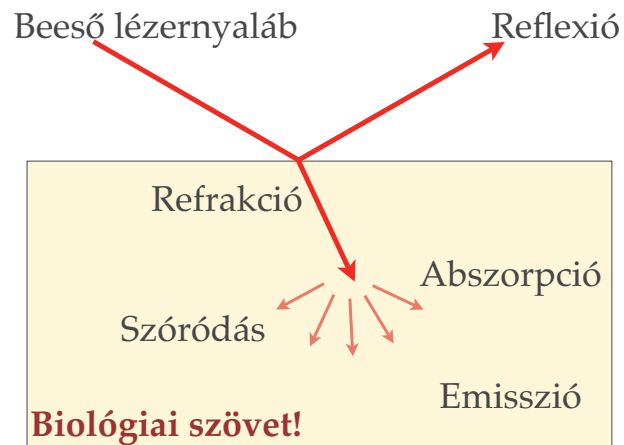 Beeső lézernyaláb
Reflexió
Refrakció
Abszorpció
Szóródás
Emisszió
Biológiai szövet!